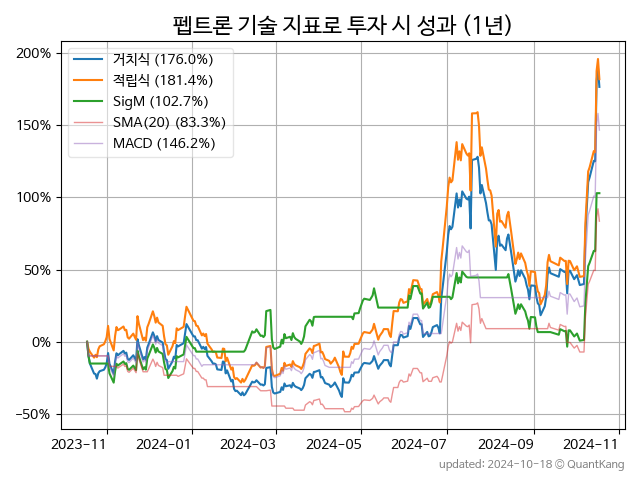 펩트론 기술 지표로 투자 시 성과 (1년)
거치식 (176.0%)
적립식 (181.4%)
SigM (102.7%)
SMA(20) (83.3%)
MACD (146.2%)
200%
150%
100%
50%
0%
−50%
2023-11 2024-01 2024-03 2024-05 2024-07 2024-09 2024-11
updated: 2024-10-18 © QuantKang